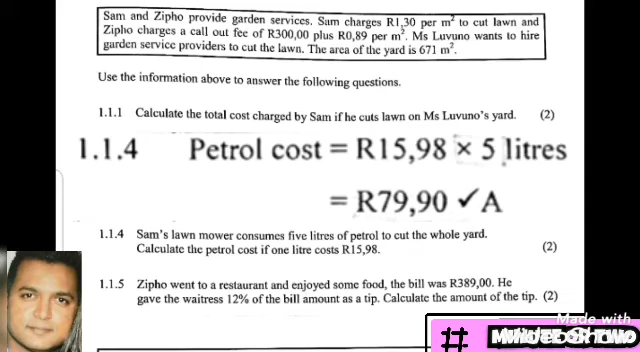 Sam and Zipho provide garden services. Sam charges R1,30 per m² to cut lawn and
Zipho charges a call out fee of R300,00 plus R0,89 per m². Ms Luvuno wants to hire
garden service providers to cut the lawn. The area of the yard is 671 m².
Use the information above to answer the following questions.
1.1.1 Calculate the total cost charged by Sam if he cuts lawn on Ms Luvuno's yard. (2)
1.1.4 Petrol cost = R15,98 × 5 litres
= R79,90 ✓A
1.1.4 Sam's lawn mower consumes five litres of petrol to cut the whole yard.
Calculate the petrol cost if one litre costs R15,98. (2)
1.1.5 Zipho went to a restaurant and enjoyed some food, the bill was R389,00. He
gave the waitress 12% of the bill amount as a tip. Calculate the amount of the tip. (2)
Made with
#